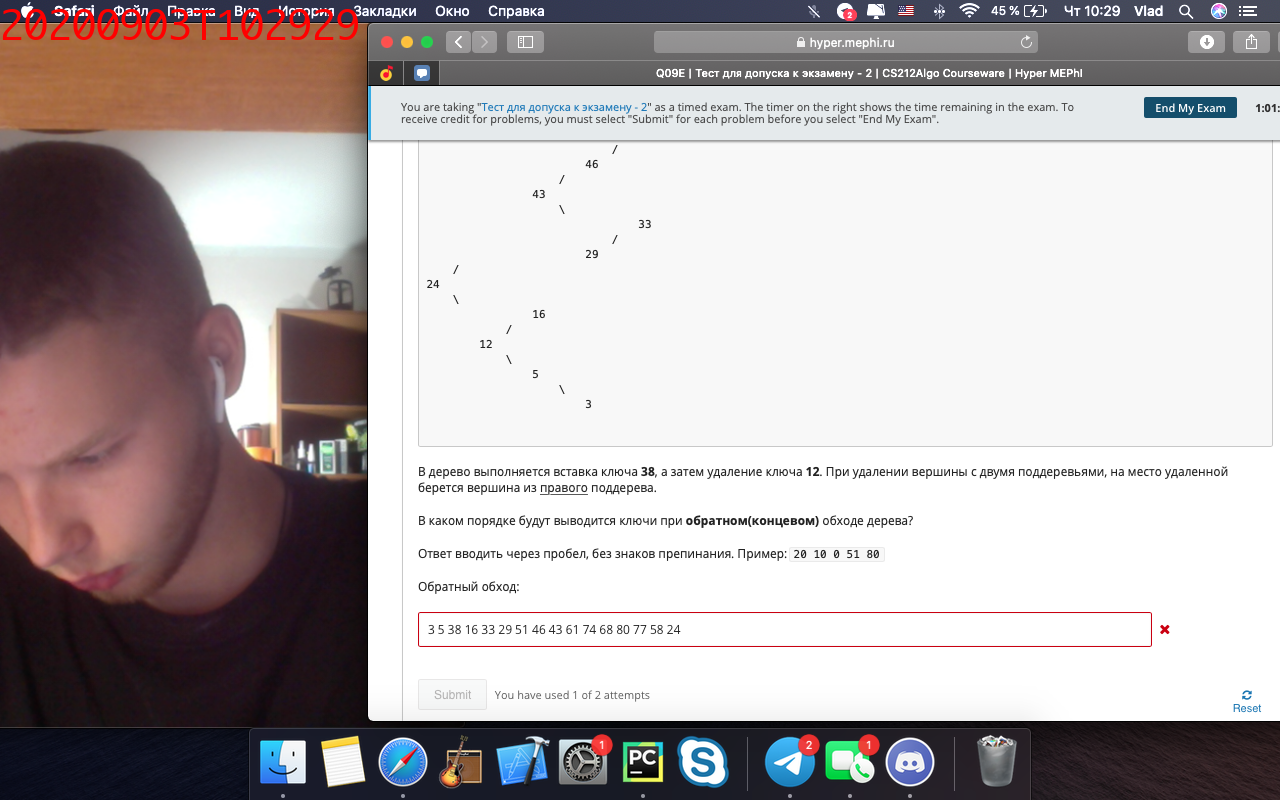 20200903T102929
Safari Файл Правка Вид История Закладки Окно Справка
2
45 % Чт 10:29 Vlad
hyper.mephi.ru
Q09E | Тест для допуска к экзамену - 2 | CS212Algo Courseware | Hyper MEPhI
You are taking "Тест для допуска к экзамену - 2" as a timed exam. The timer on the right shows the time remaining in the exam. To
receive credit for problems, you must select "Submit" for each problem before you select "End My Exam".
End My Exam
1:01:
/
46
/
43
\
33
/
29
/
24
\
16
/
12
\
5
\
3
В дерево выполняется вставка ключа 38, а затем удаление ключа 12. При удалении вершины с двумя поддеревьями, на место удаленной
берется вершина из правого поддерева.
В каком порядке будут выводится ключи при обратном(концевом) обходе дерева?
Ответ вводить через пробел, без знаков препинания. Пример: 20 10 0 51 80
Обратный обход:
3 5 38 16 33 29 51 46 43 61 74 68 80 77 58 24
Submit
You have used 1 of 2 attempts
Reset
1
PC
2
1